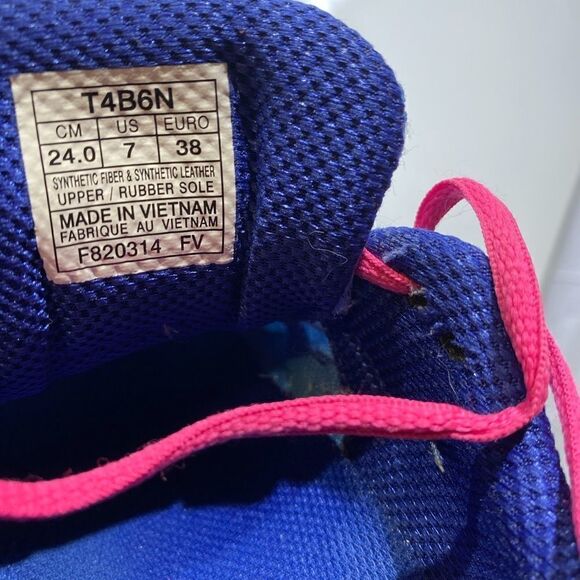 T4B6N
CM US EURO
24.0 7 38
SYNTHETIC FIBER & SYNTHETIC LEATHER
UPPER / RUBBER SOLE
MADE IN VIETNAM
FABRIQUE AU VIETNAM
F820314 FV